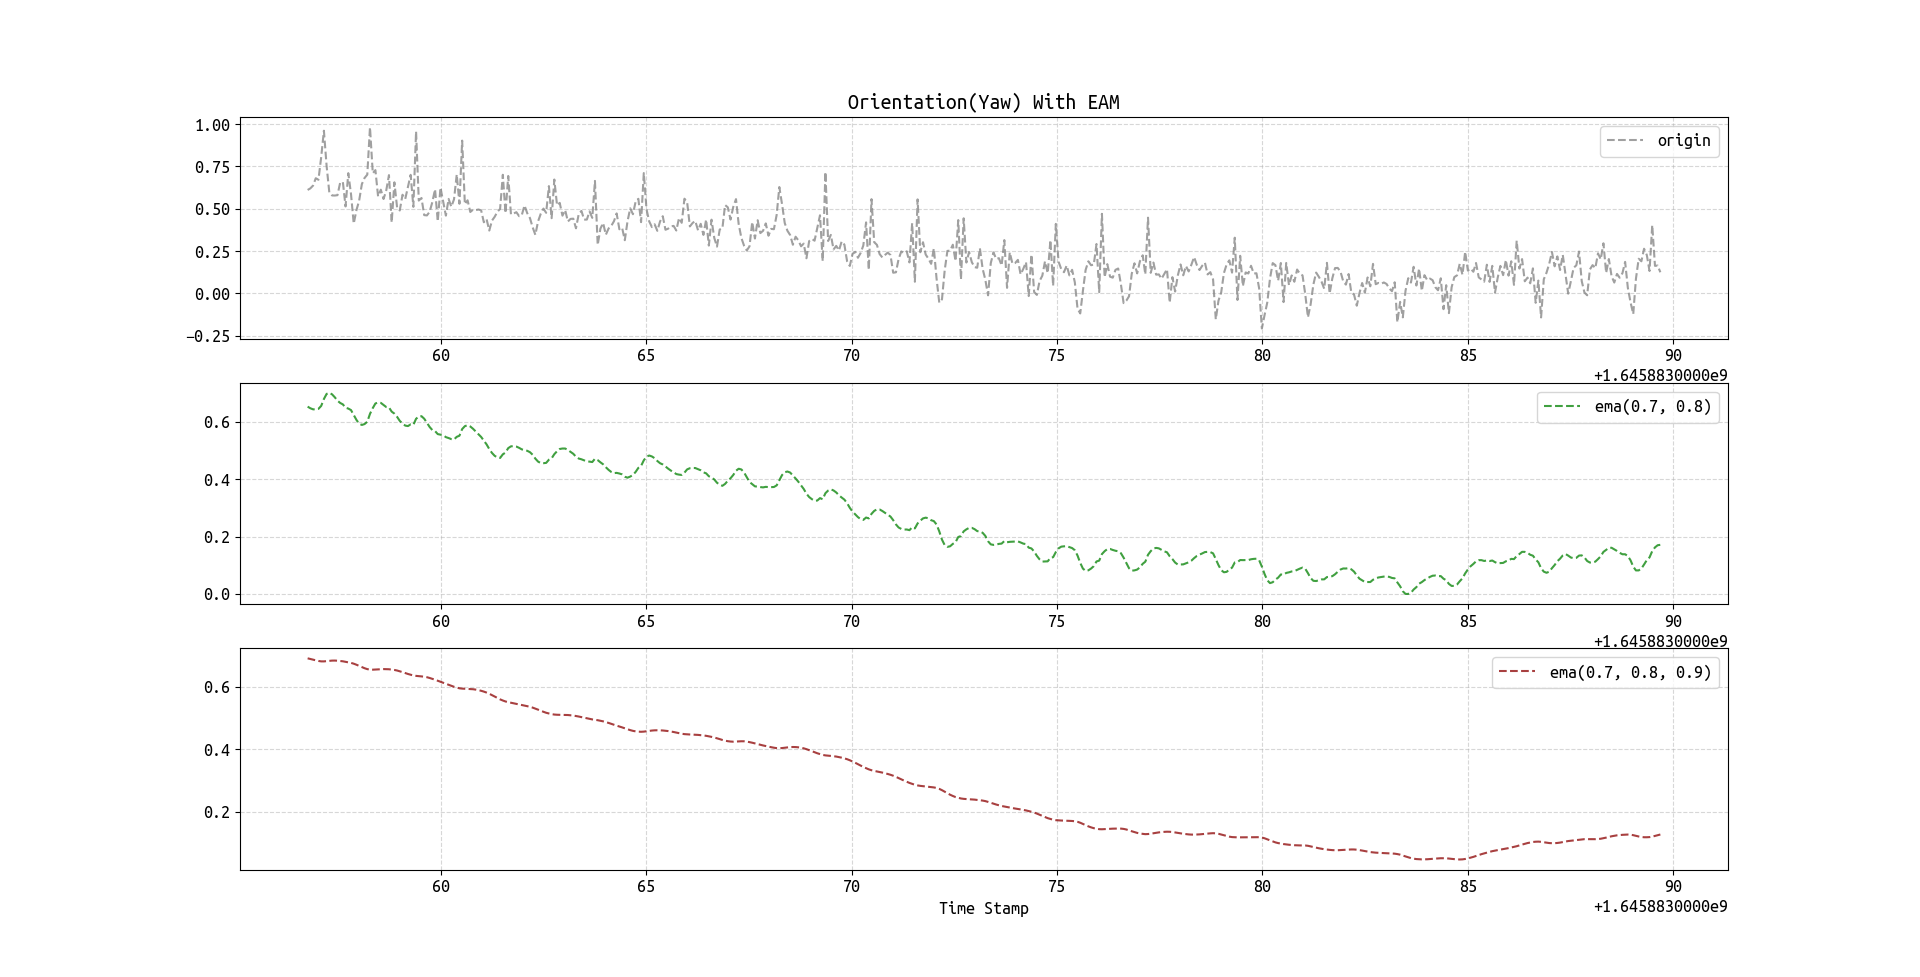 Orientation(Yaw) With EAM
1.00
0.75
0.50
0.25
0.00
−0.25
origin
60 65 70 75 80 85 90
+1.6458830000e9
0.6
0.4
0.2
0.0
ema(0.7, 0.8)
60 65 70 75 80 85 90
+1.6458830000e9
0.6
0.4
0.2
ema(0.7, 0.8, 0.9)
60 65 70 75 80 85 90
Time Stamp
+1.6458830000e9